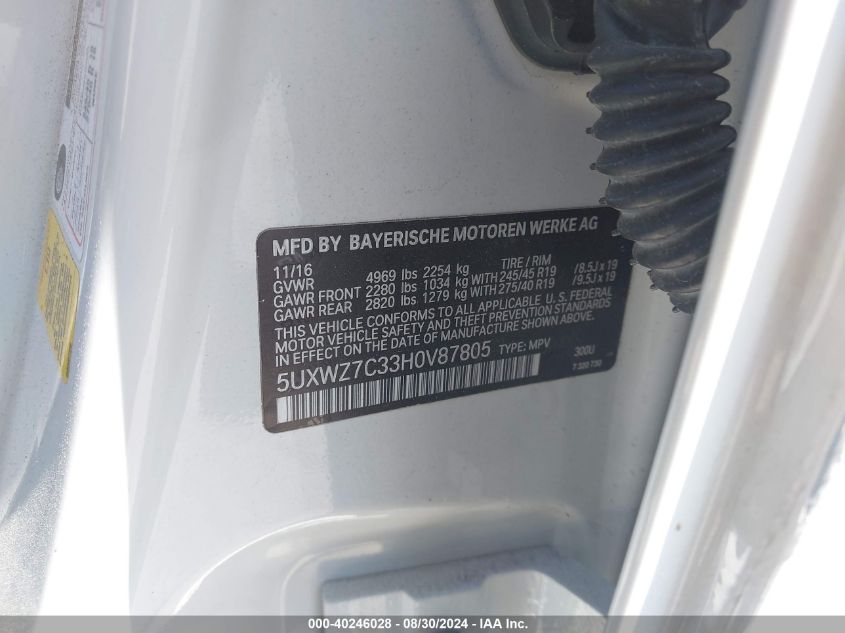 MFD BY BAYERISCHE MOTOREN WERKE AG
11/16
GVWR 4969 lbs 2254 kg TIRE / RIM
GAWR FRONT 2280 lbs 1034 kg WITH 245/45 R19 /8.5J x 19
GAWR REAR 2820 lbs 1279 kg WITH 275/40 R19 /9.5J x 19
THIS VEHICLE CONFORMS TO ALL APPLICABLE U.S. FEDERAL
MOTOR VEHICLE SAFETY AND THEFT PREVENTION STANDARDS
IN EFFECT ON THE DATE OF MANUFACTURE SHOWN ABOVE.
5UXWZ7C33H0V87805 TYPE: MPV 300U
T 320 730
000-40246028 - 08/30/2024 - IAA Inc.